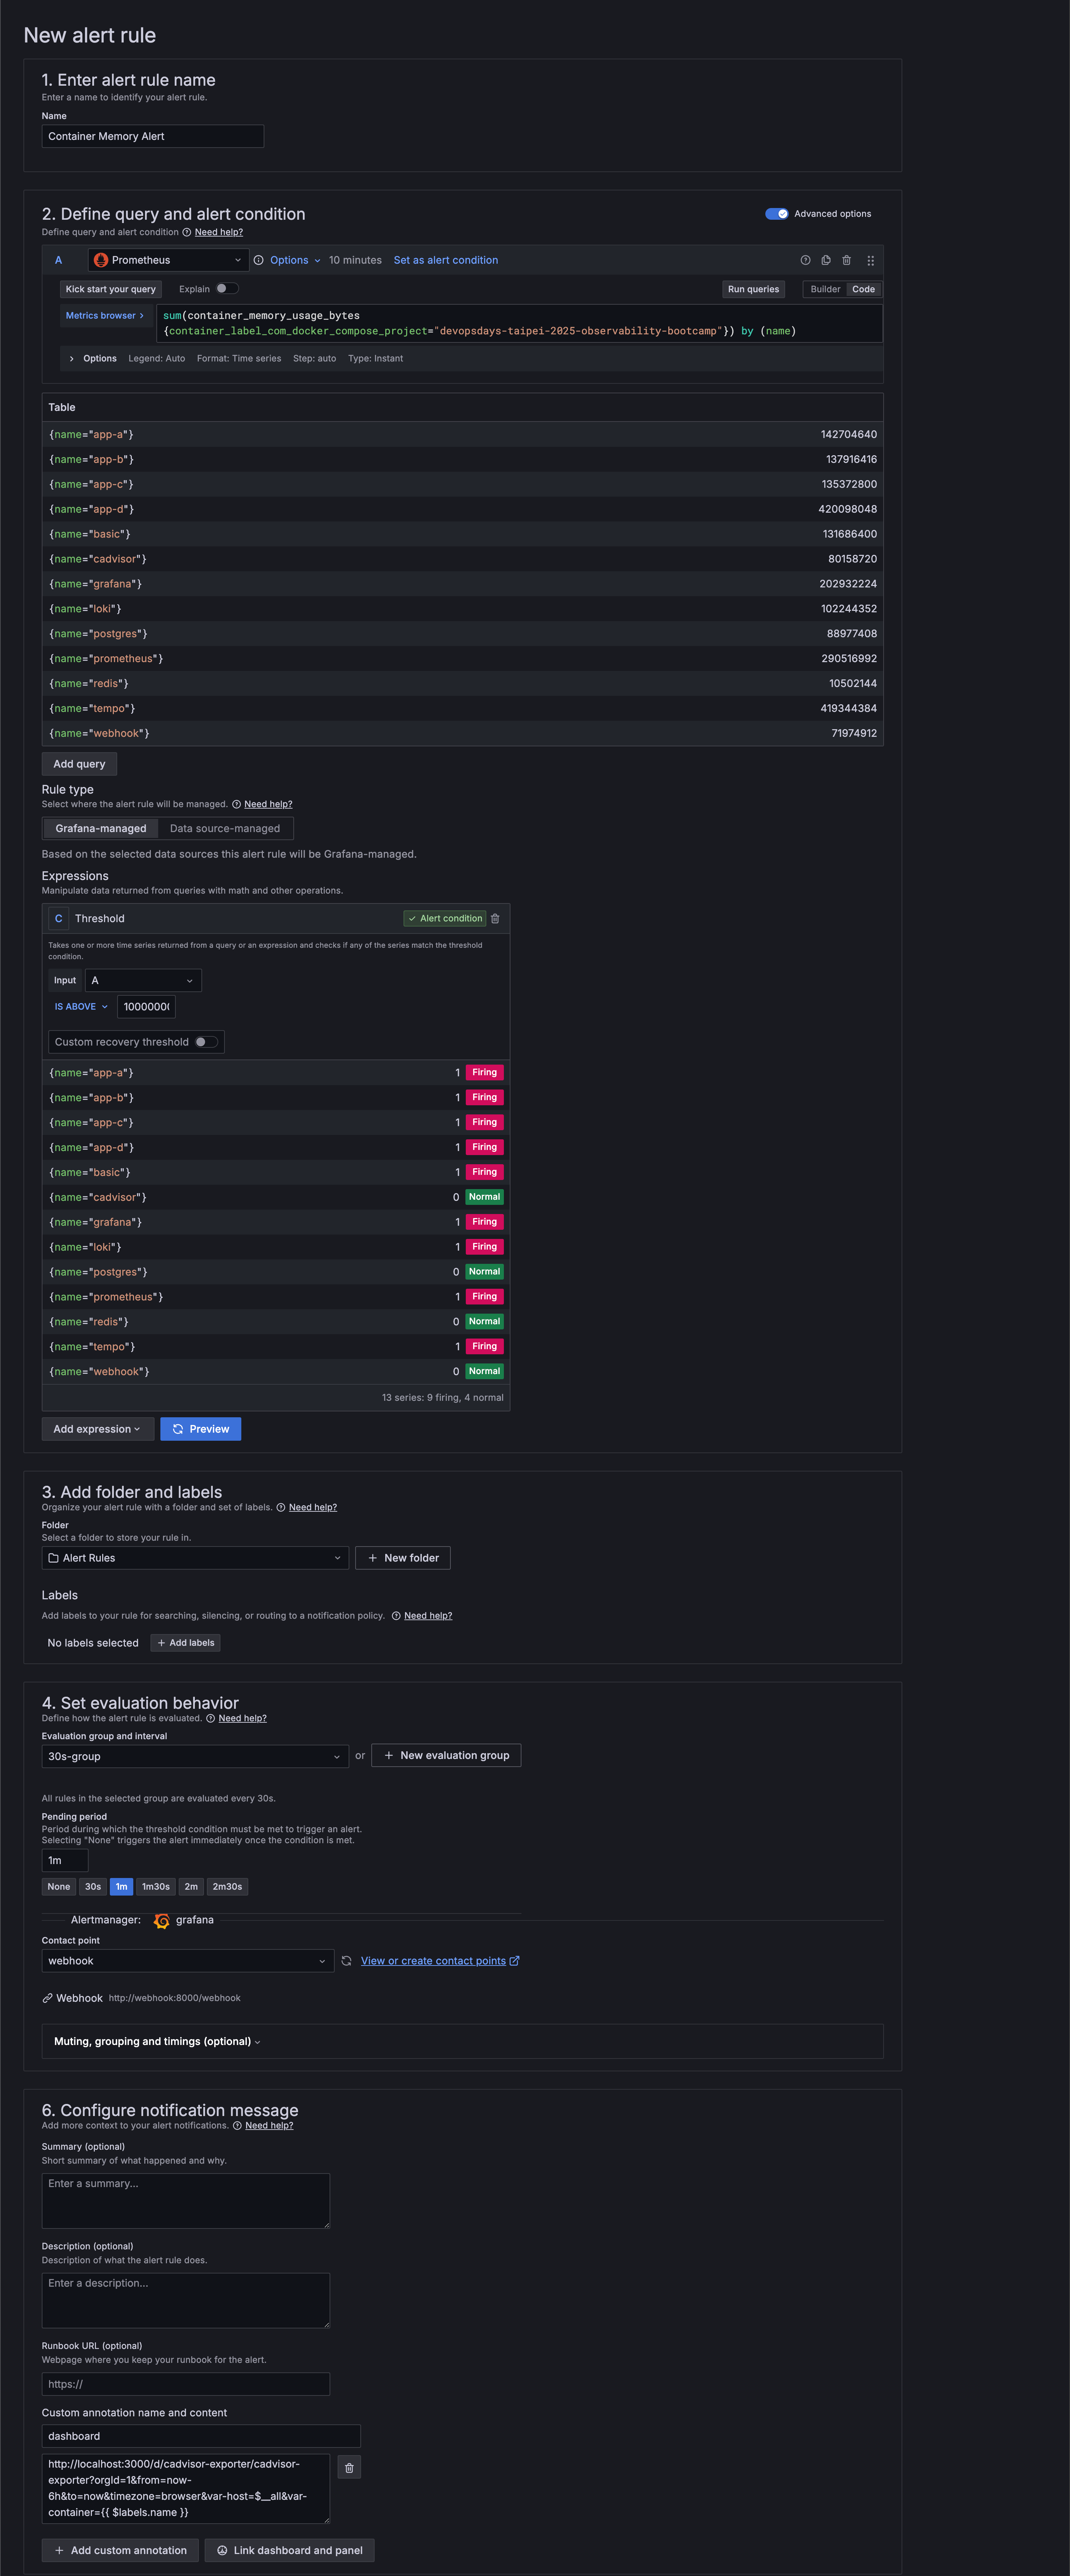 New alert rule
1. Enter alert rule name
Enter a name to identify your alert rule.
Name
Container Memory Alert
2. Define query and alert condition
Advanced options
Define query and alert condition Need help?
A Prometheus Options 10 minutes Set as alert condition
Kick start your query Explain Run queries Builder Code
Metrics browser > sum(container_memory_usage_bytes
{container_label_com_docker_compose_project="devopsdays-taipei-2025-observability-bootcamp"}) by (name)
> Options Legend: Auto Format: Time series Step: auto Type: Instant
Table
{name="app-a"} 142704640
{name="app-b"} 137916416
{name="app-c"} 135372800
{name="app-d"} 420098048
{name="basic"} 131686400
{name="cadvisor"} 80158720
{name="grafana"} 202932224
{name="loki"} 102244352
{name="postgres"} 88977408
{name="prometheus"} 290516992
{name="redis"} 10502144
{name="tempo"} 419344384
{name="webhook"} 71974912
Add query
Rule type
Select where the alert rule will be managed. Need help?
Grafana-managed Data source-managed
Based on the selected data sources this alert rule will be Grafana-managed.
Expressions
Manipulate data returned from queries with math and other operations.
C Threshold Alert condition
Takes one or more time series returned from a query or an expression and checks if any of the series match the threshold
condition.
Input A
IS ABOVE 1000000
Custom recovery threshold
{name="app-a"} 1 Firing
{name="app-b"} 1 Firing
{name="app-c"} 1 Firing
{name="app-d"} 1 Firing
{name="basic"} 1 Firing
{name="cadvisor"} 0 Normal
{name="grafana"} 1 Firing
{name="loki"} 1 Firing
{name="postgres"} 0 Normal
{name="prometheus"} 1 Firing
{name="redis"} 0 Normal
{name="tempo"} 1 Firing
{name="webhook"} 0 Normal
13 series: 9 firing, 4 normal
Add expression Preview
3. Add folder and labels
Organize your alert rule with a folder and set of labels. Need help?
Folder
Select a folder to store your rule in.
Alert Rules + New folder
Labels
Add labels to your rule for searching, silencing, or routing to a notification policy. Need help?
No labels selected + Add labels
4. Set evaluation behavior
Define how the alert rule is evaluated. Need help?
Evaluation group and interval
30s-group or + New evaluation group
All rules in the selected group are evaluated every 30s.
Pending period
Period during which the threshold condition must be met to trigger an alert.
Selecting "None" triggers the alert immediately once the condition is met.
1m
None 30s 1m 1m30s 2m 2m30s
Alertmanager: grafana
Contact point
webhook View or create contact points
Webhook http://webhook:8000/webhook
Muting, grouping and timings (optional)
6. Configure notification message
Add more context to your alert notifications. Need help?
Summary (optional)
Short summary of what happened and why.
Enter a summary...
Description (optional)
Description of what the alert rule does.
Enter a description...
Runbook URL (optional)
Webpage where you keep your runbook for the alert.
https://
Custom annotation name and content
dashboard
http://localhost:3000/d/cadvisor-exporter/cadvisor-
exporter?orgId=1&from=now-
6h&to=now&timezone=browser&var-host=$__all&var-
container={{ $labels.name }}
+ Add custom annotation Link dashboard and panel